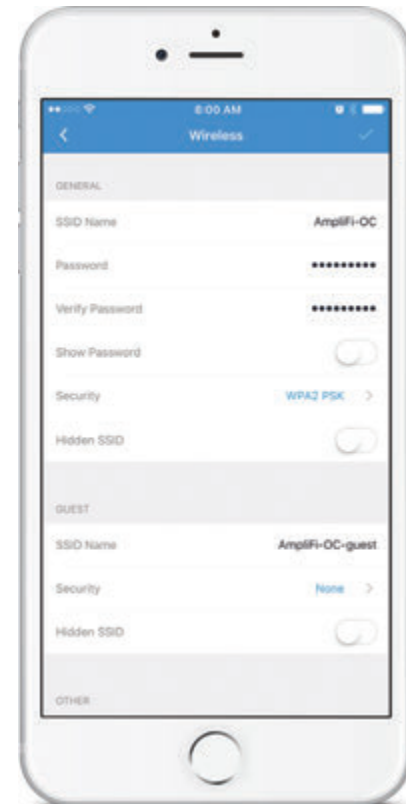 8:00 AM
Wireless
GENERAL
SSID Name AmpliFi-OC
Password •••••••••
Verify Password •••••••••
Show Password
Security WPA2 PSK >
Hidden SSID
GUEST
SSID Name AmpliFi-OC-guest
Security None >
Hidden SSID
OTHER